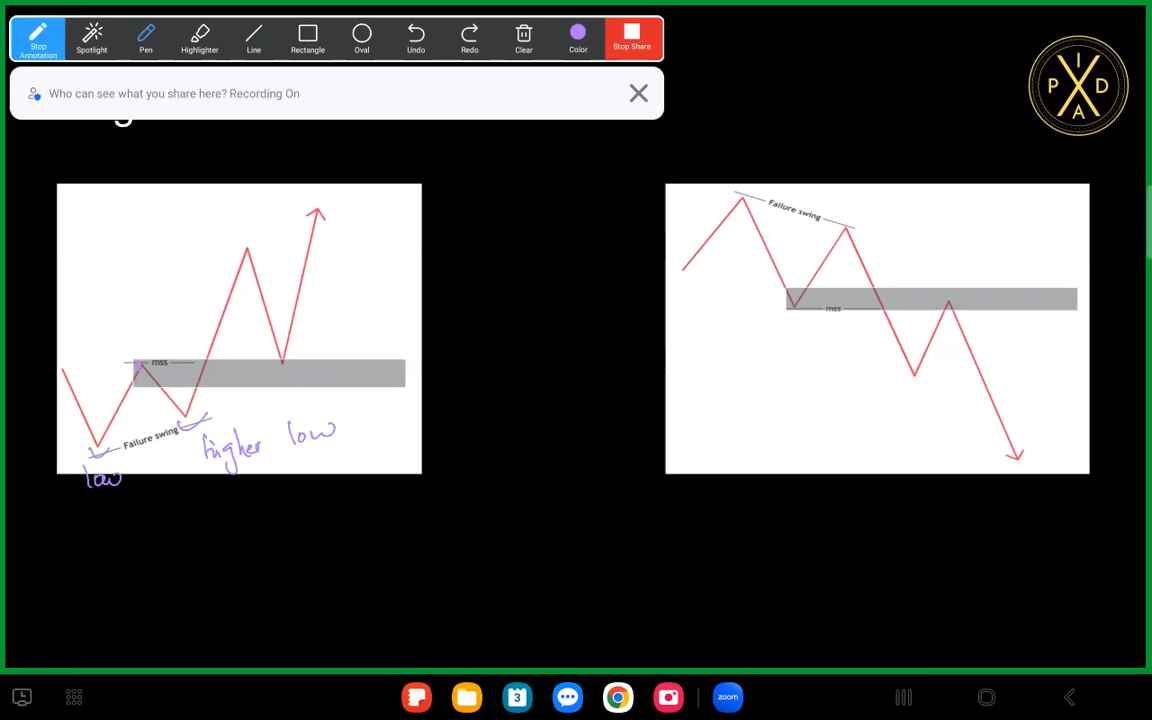 Stop Annotation
Spotlight
Pen
Highlighter
Line
Rectangle
Oval
Undo
Redo
Clear
Color
Stop Share
Who can see what you share here? Recording On
I
P D
A
mss
Failure swing
low
higher low
Failure swing
mss
3
zoom